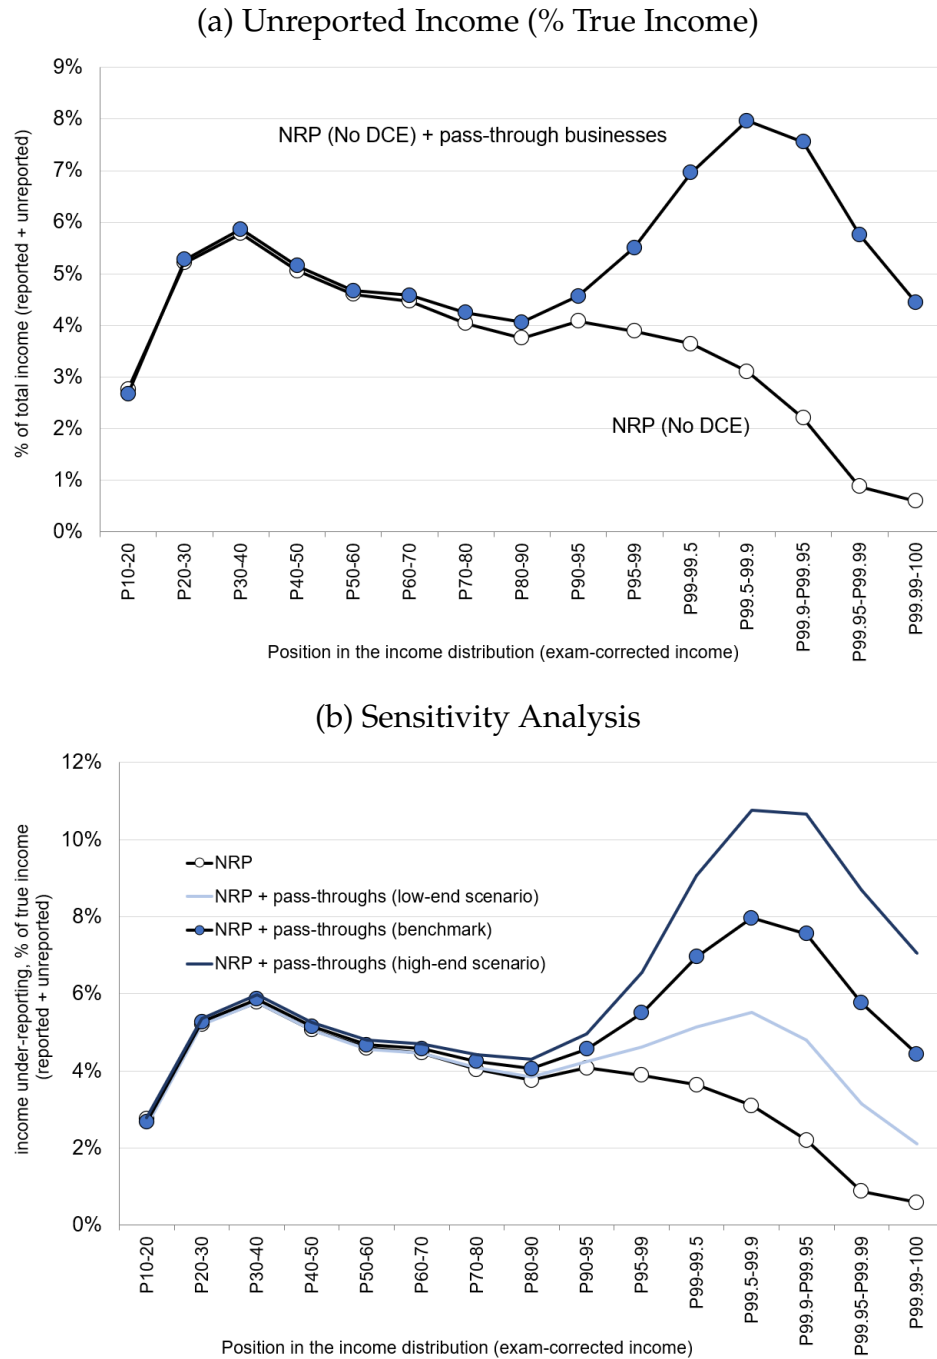 (a) Unreported Income (% True Income)
9%
8%
7%
6%
5%
4%
3%
2%
1%
0%
% of total income (reported + unreported)
NRP (No DCE) + pass-through businesses
NRP (No DCE)
P10-20
P20-30
P30-40
P40-50
P50-60
P60-70
P70-80
P80-90
P90-95
P95-99
P99-99.5
P99.5-99.9
P99.9-P99.95
P99.95-P99.99
P99.99-100
Position in the income distribution (exam-corrected income)
(b) Sensitivity Analysis
12%
10%
8%
6%
4%
2%
0%
income under-reporting, % of true income
(reported + unreported)
NRP
NRP + pass-throughs (low-end scenario)
NRP + pass-throughs (benchmark)
NRP + pass-throughs (high-end scenario)
P10-20
P20-30
P30-40
P40-50
P50-60
P60-70
P70-80
P80-90
P90-95
P95-99
P99-99.5
P99.5-99.9
P99.9-P99.95
P99.95-P99.99
P99.99-100
Position in the income distribution (exam-corrected income)